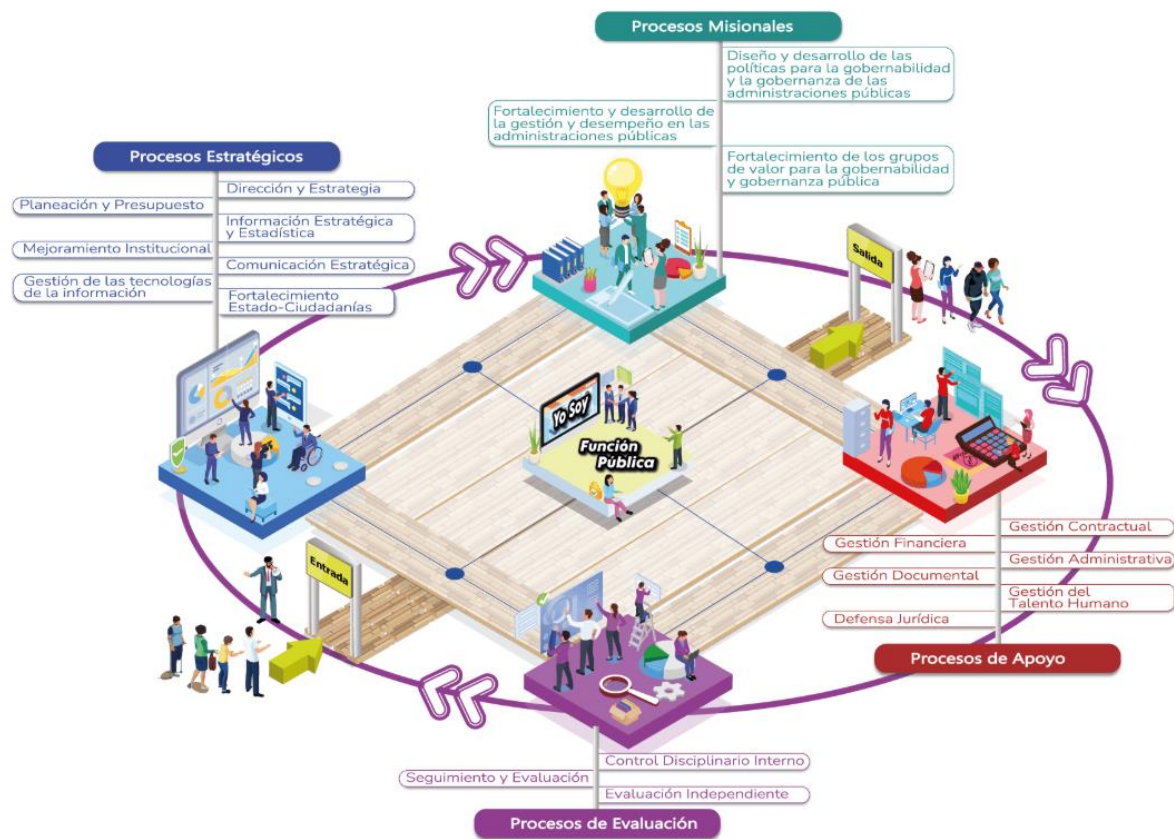 Procesos Misionales
Diseño y desarrollo de las
políticas para la gobernabilidad
y la gobernanza de las
administraciones públicas
Fortalecimiento y desarrollo de
la gestión y desempeño en las
administraciones públicas
Fortalecimiento de los grupos
de valor para la gobernabilidad
y gobernanza pública
Procesos Estratégicos
Dirección y Estrategia
Planeación y Presupuesto
Información Estratégica
y Estadística
Mejoramiento Institucional
Comunicación Estratégica
Gestión de las tecnologías
de la información
Fortalecimiento
Estado-Ciudadanías
Salida
Yo Soy
Función
Pública
Entrada
Gestión Contractual
Gestión Financiera
Gestión Administrativa
Gestión Documental
Gestión del
Talento Humano
Defensa Jurídica
Procesos de Apoyo
Control Disciplinario Interno
Seguimiento y Evaluación
Evaluación Independiente
Procesos de Evaluación